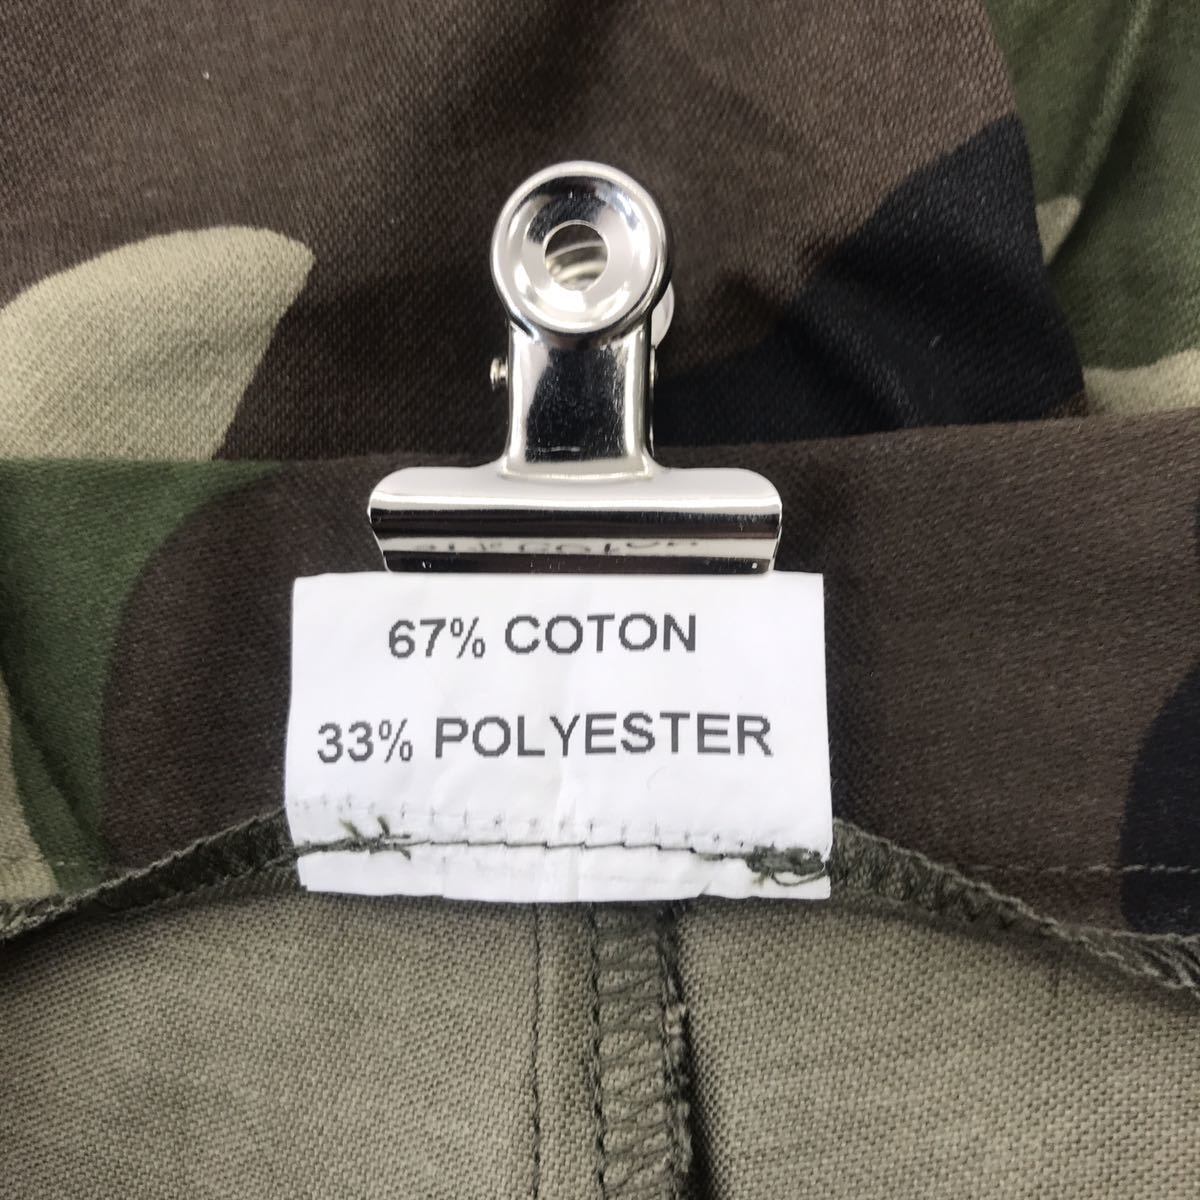 67% COTON
33% POLYESTER